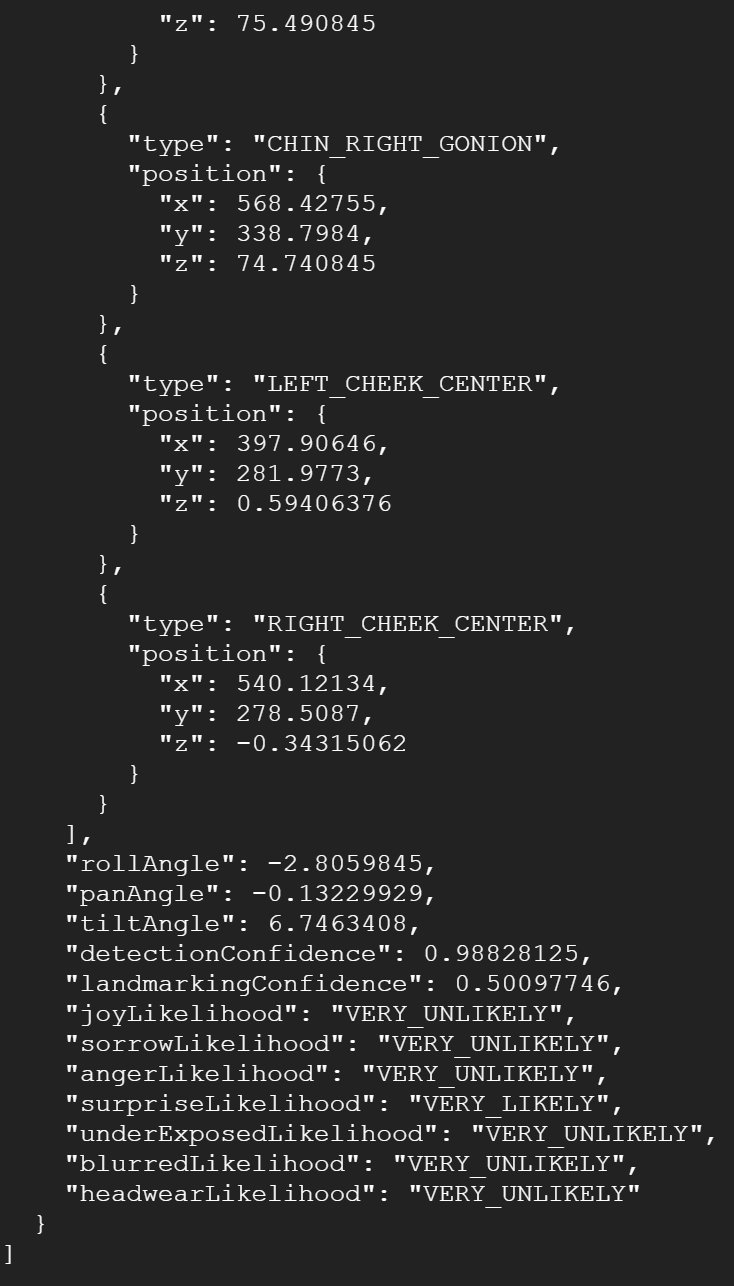 "z": 75.490845
        }
      },
      {
        "type": "CHIN_RIGHT_GONION",
        "position": {
          "x": 568.42755,
          "y": 338.7984,
          "z": 74.740845
        }
      },
      {
        "type": "LEFT_CHEEK_CENTER",
        "position": {
          "x": 397.90646,
          "y": 281.9773,
          "z": 0.59406376
        }
      },
      {
        "type": "RIGHT_CHEEK_CENTER",
        "position": {
          "x": 540.12134,
          "y": 278.5087,
          "z": -0.34315062
        }
      }
    ],
    "rollAngle": -2.8059845,
    "panAngle": -0.13229929,
    "tiltAngle": 6.7463408,
    "detectionConfidence": 0.98828125,
    "landmarkingConfidence": 0.50097746,
    "joyLikelihood": "VERY_UNLIKELY",
    "sorrowLikelihood": "VERY_UNLIKELY",
    "angerLikelihood": "VERY_UNLIKELY",
    "surpriseLikelihood": "VERY_LIKELY",
    "underExposedLikelihood": "VERY_UNLIKELY",
    "blurredLikelihood": "VERY_UNLIKELY",
    "headwearLikelihood": "VERY_UNLIKELY"
  }
]